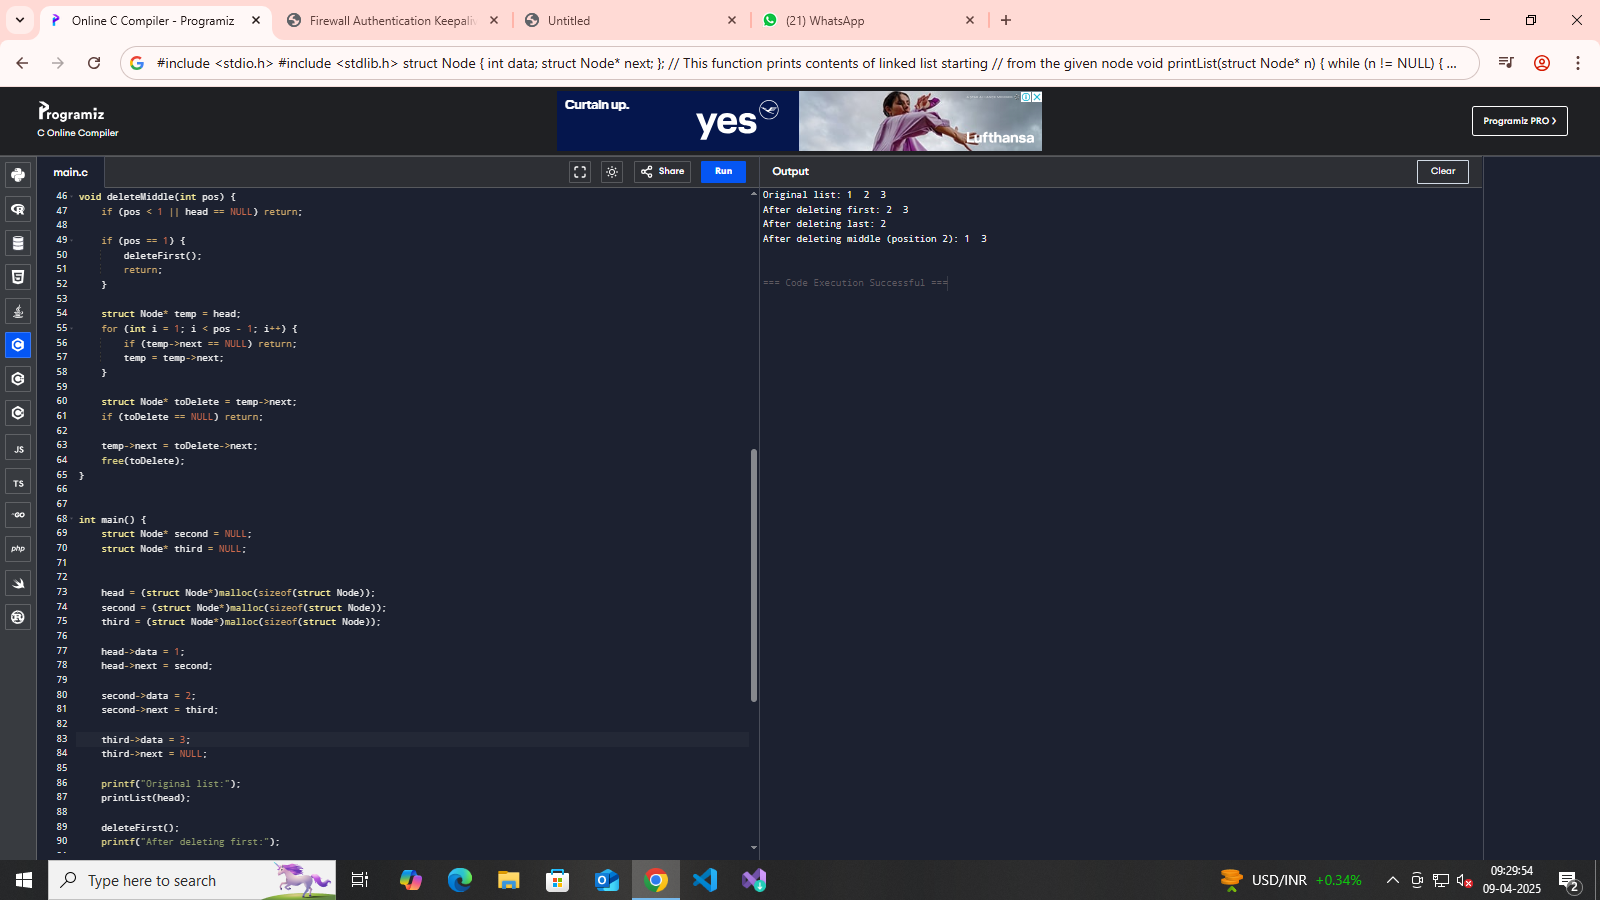 Online C Compiler - Programiz
Firewall Authentication Keepaliv
Untitled
(21) WhatsApp
#include <stdio.h> #include <stdlib.h> struct Node { int data; struct Node* next; }; // This function prints contents of linked list starting // from the given node void printList(struct Node* n) { while (n != NULL) { ...
Programiz
C Online Compiler
Curtain up.
yes
Lufthansa
Programiz PRO >
main.c
Share
Run
Output
Clear
46 void deleteMiddle(int pos) {
47 if (pos < 1 || head == NULL) return;
48
49 if (pos == 1) {
50 deleteFirst();
51 return;
52 }
53
54 struct Node* temp = head;
55 for (int i = 1; i < pos - 1; i++) {
56 if (temp->next == NULL) return;
57 temp = temp->next;
58 }
59
60 struct Node* toDelete = temp->next;
61 if (toDelete == NULL) return;
62
63 temp->next = toDelete->next;
64 free(toDelete);
65 }
66
67
68 int main() {
69 struct Node* second = NULL;
70 struct Node* third = NULL;
71
72
73 head = (struct Node*)malloc(sizeof(struct Node));
74 second = (struct Node*)malloc(sizeof(struct Node));
75 third = (struct Node*)malloc(sizeof(struct Node));
76
77 head->data = 1;
78 head->next = second;
79
80 second->data = 2;
81 second->next = third;
82
83 third->data = 3;
84 third->next = NULL;
85
86 printf("Original list:");
87 printList(head);
88
89 deleteFirst();
90 printf("After deleting first:");
Original list: 1 2 3
After deleting first: 2 3
After deleting last: 2
After deleting middle (position 2): 1 3
=== Code Execution Successful ===
JS
TS
GO
php
Type here to search
USD/INR +0.34%
09:29:54
09-04-2025
2